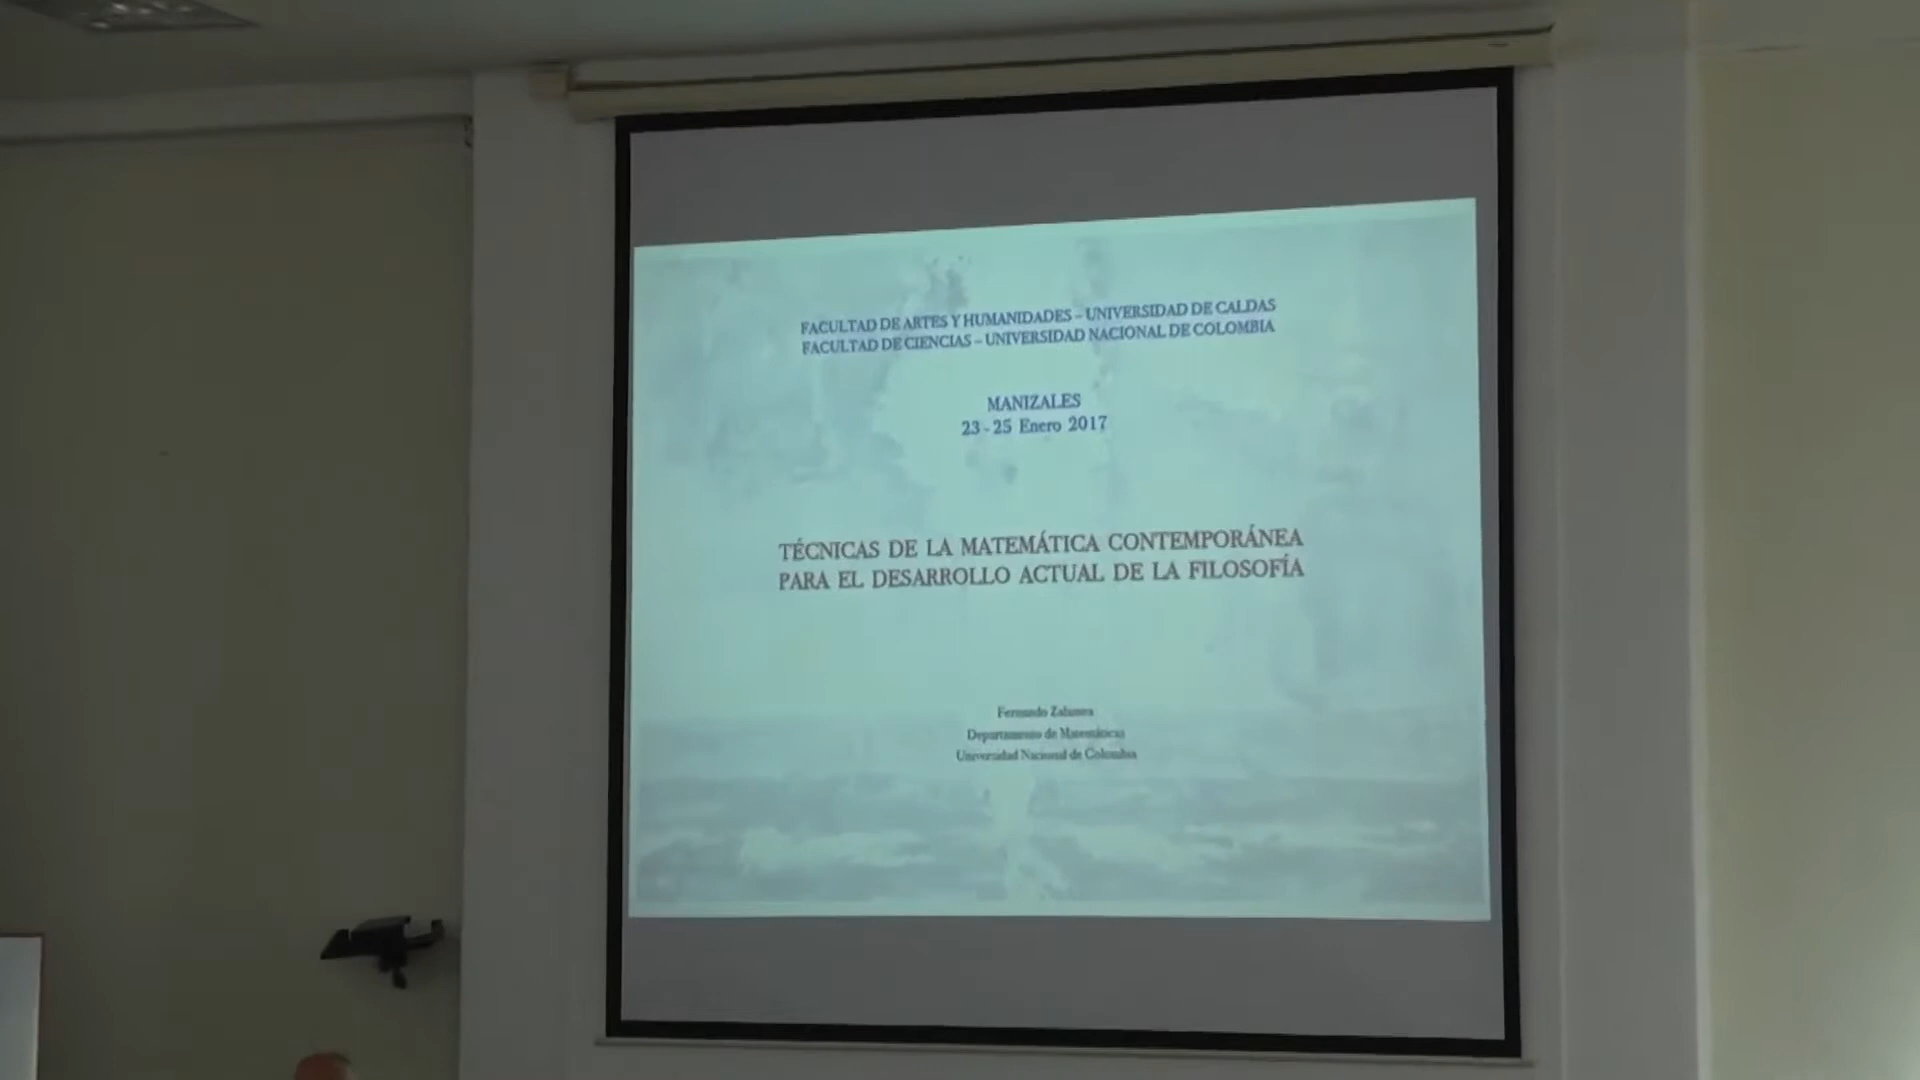 FACULTAD DE ARTES Y HUMANIDADES – UNIVERSIDAD DE CALDAS
FACULTAD DE CIENCIAS – UNIVERSIDAD NACIONAL DE COLOMBIA
MANIZALES
23 - 25 Enero 2017
TÉCNICAS DE LA MATEMÁTICA CONTEMPORÁNEA
PARA EL DESARROLLO ACTUAL DE LA FILOSOFÍA
Fernando Zalamea
Departamento de Matemáticas
Universidad Nacional de Colombia